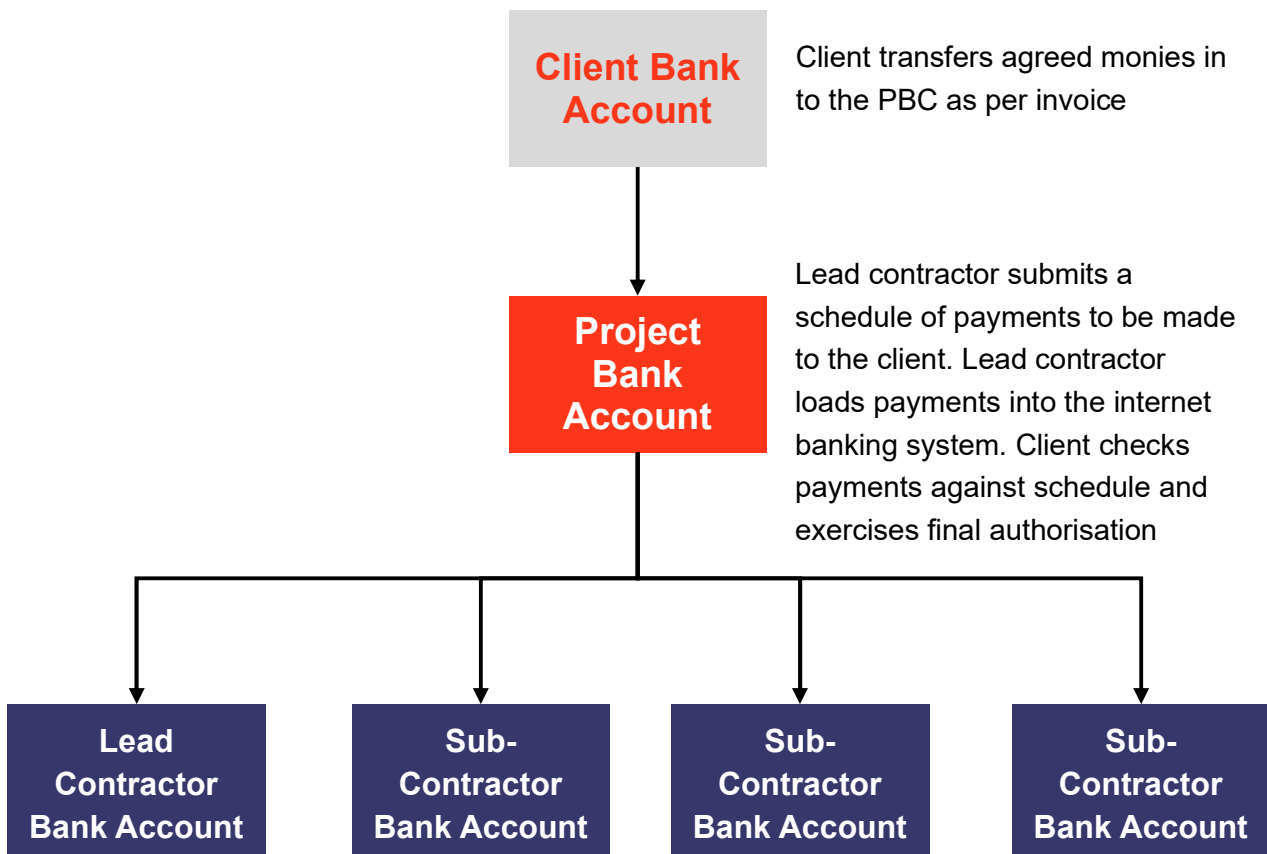 Client Bank
Account
Client transfers agreed monies in
to the PBC as per invoice
Project
Bank
Account
Lead contractor submits a
schedule of payments to be made
to the client. Lead contractor
loads payments into the internet
banking system. Client checks
payments against schedule and
exercises final authorisation
Lead
Contractor
Bank Account
Sub-
Contractor
Bank Account
Sub-
Contractor
Bank Account
Sub-
Contractor
Bank Account